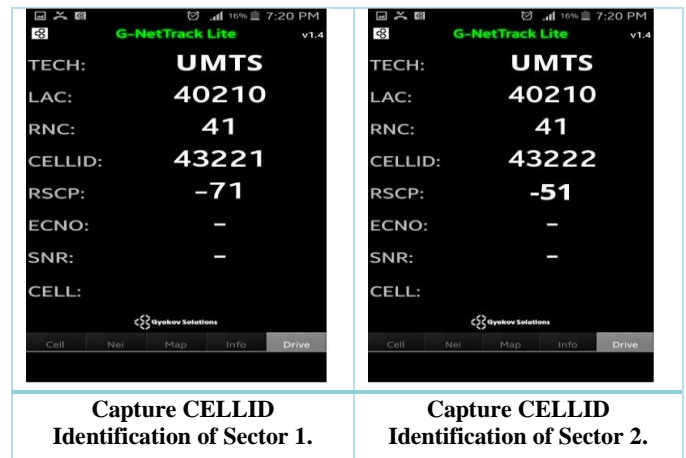 16% 7:20 PM
G-NetTrack Lite v1.4
TECH: UMTS
LAC: 40210
RNC: 41
CELLID: 43221
RSCP: -71
ECNO: -
SNR: -
CELL:
Gyokov Solutions
Cell Nei Map Info Drive
Capture CELLID
Identification of Sector 1.
16% 7:20 PM
G-NetTrack Lite v1.4
TECH: UMTS
LAC: 40210
RNC: 41
CELLID: 43222
RSCP: -51
ECNO: -
SNR: -
CELL:
Gyokov Solutions
Cell Nei Map Info Drive
Capture CELLID
Identification of Sector 2.